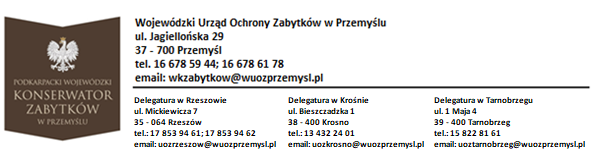 PODKARPACKI WOJEWÓDZKI
KONSERWATOR
ZABYTKÓW
W PRZEMYŚLU
Wojewódzki Urząd Ochrony Zabytków w Przemyślu
ul. Jagiellońska 29
37 - 700 Przemyśl
tel. 16 678 59 44; 16 678 61 78
email: wkzabytkow@wuozprzemysl.pl
Delegatura w Rzeszowie
ul. Mickiewicza 7
35 - 064 Rzeszów
tel.: 17 853 94 61; 17 853 94 62
email: uozrzeszow@wuozprzemysl.pl
Delegatura w Krośnie
ul. Bieszczadzka 1
38 - 400 Krosno
tel.: 13 432 24 01
email: uozkrosno@wuozprzemysl.pl
Delegatura w Tarnobrzegu
ul. 1 Maja 4
39 - 400 Tarnobrzeg
tel.: 15 822 81 61
email: uoztarnobrzeg@wuozprzemysl.pl